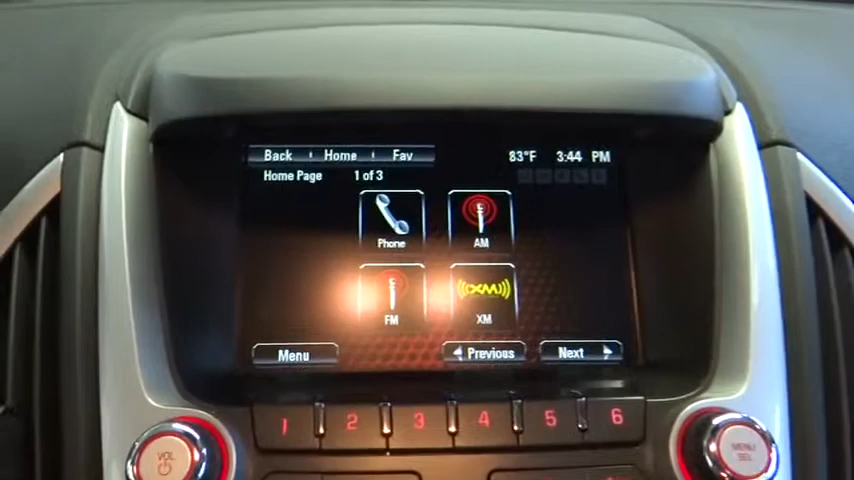 Back Home Fav 83°F 3:44 PM
Home Page 1 of 3
Phone AM
XM
FM XM
Menu Previous Next
1 2 3 4 5 6
VOL
MENU
SEL